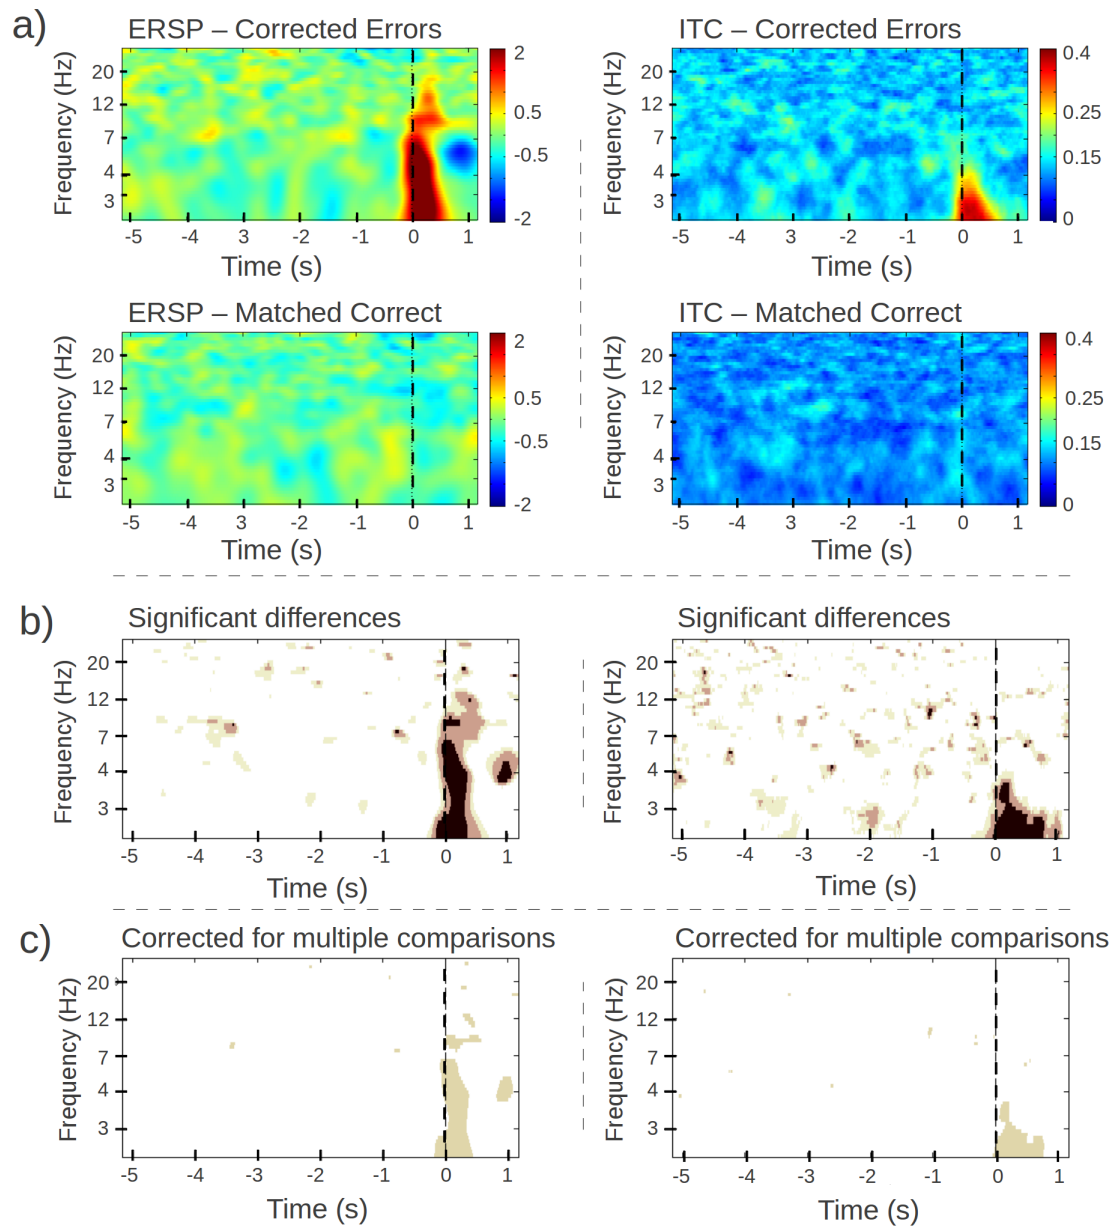 a)
ERSP – Corrected Errors
Frequency (Hz)
20
12
7
4
3
-5 -4 -3 -2 -1 0 1
Time (s)
2
0.5
-0.5
-2
ITC – Corrected Errors
Frequency (Hz)
20
12
7
4
3
-5 -4 3 -2 -1 0 1
Time (s)
0.4
0.25
0.15
0
ERSP – Matched Correct
Frequency (Hz)
20
12
7
4
3
-5 -4 -3 -2 -1 0 1
Time (s)
2
0.5
-0.5
-2
ITC – Matched Correct
Frequency (Hz)
20
12
7
4
3
-5 -4 3 -2 -1 0 1
Time (s)
0.4
0.25
0.15
0
b)
Significant differences
Frequency (Hz)
20
12
7
4
3
-5 -4 -3 -2 -1 0 1
Time (s)
Significant differences
Frequency (Hz)
20
12
7
4
3
-5 -4 -3 -2 -1 0 1
Time (s)
c)
Corrected for multiple comparisons
Frequency (Hz)
20
12
7
4
3
-5 -4 -3 -2 -1 0 1
Time (s)
Corrected for multiple comparisons
Frequency (Hz)
20
12
7
4
3
-5 -4 -3 -2 -1 0 1
Time (s)